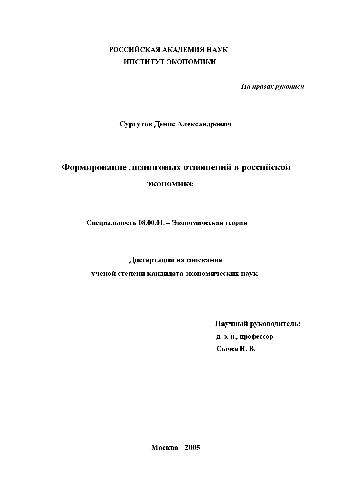 РОССИЙСКАЯ АКАДЕМИЯ НАУК
ИНСТИТУТ ЭКОНОМИКИ
На правах рукописи
Сургутов Денис Александрович
Формирование лизинговых отношений в российской
экономике
Специальность 08.00.01. – Экономическая теория
Диссертация на соискание
ученой степени кандидата экономических наук
Научный руководитель:
д. э. н., профессор
Сычев Н. В.
Москва - 2005